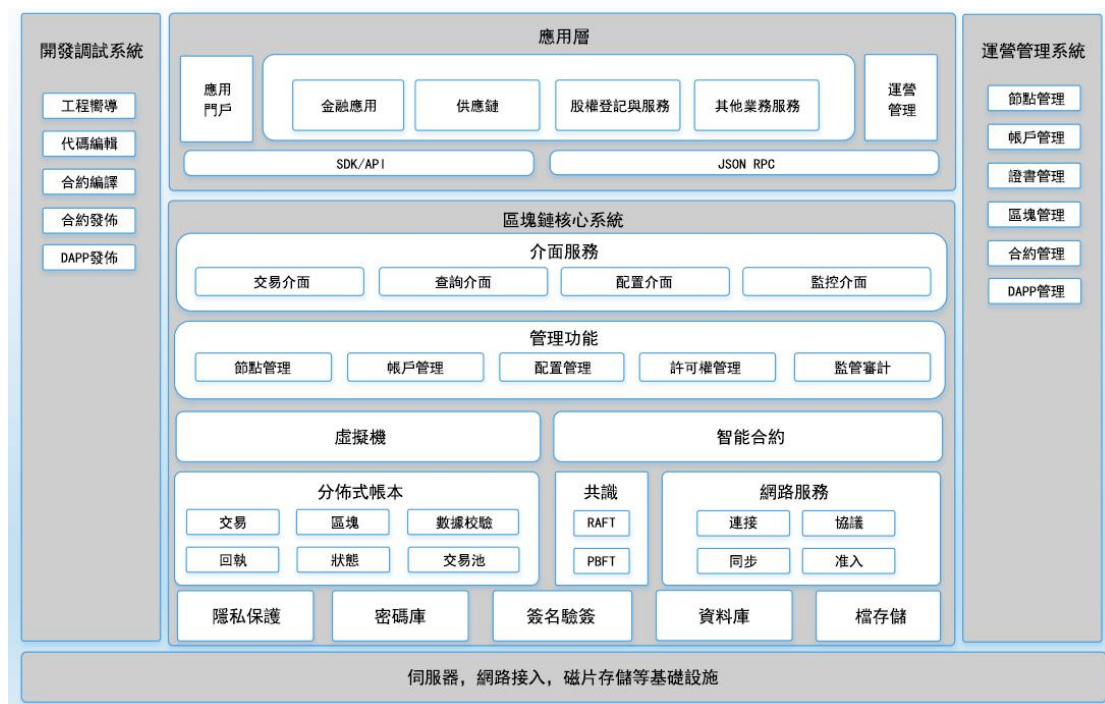 開發調試系統
工程嚮導
代碼編輯
合約編譯
合約發佈
DAPP發佈
應用層
應用
門戶
金融應用
供應鏈
股權登記與服務
其他業務服務
運營
管理
SDK/API
JSON RPC
區塊鏈核心系統
介面服務
交易介面
查詢介面
配置介面
監控介面
管理功能
節點管理
帳戶管理
配置管理
許可權管理
監管審計
虛擬機
智能合約
分佈式帳本
交易
區塊
數據校驗
回執
狀態
交易池
共識
RAFT
PBFT
網路服務
連接
協議
同步
准入
隱私保護
密碼庫
簽名驗簽
資料庫
檔存儲
運營管理系統
節點管理
帳戶管理
證書管理
區塊管理
合約管理
DAPP管理
伺服器，網路接入，磁片存儲等基礎設施